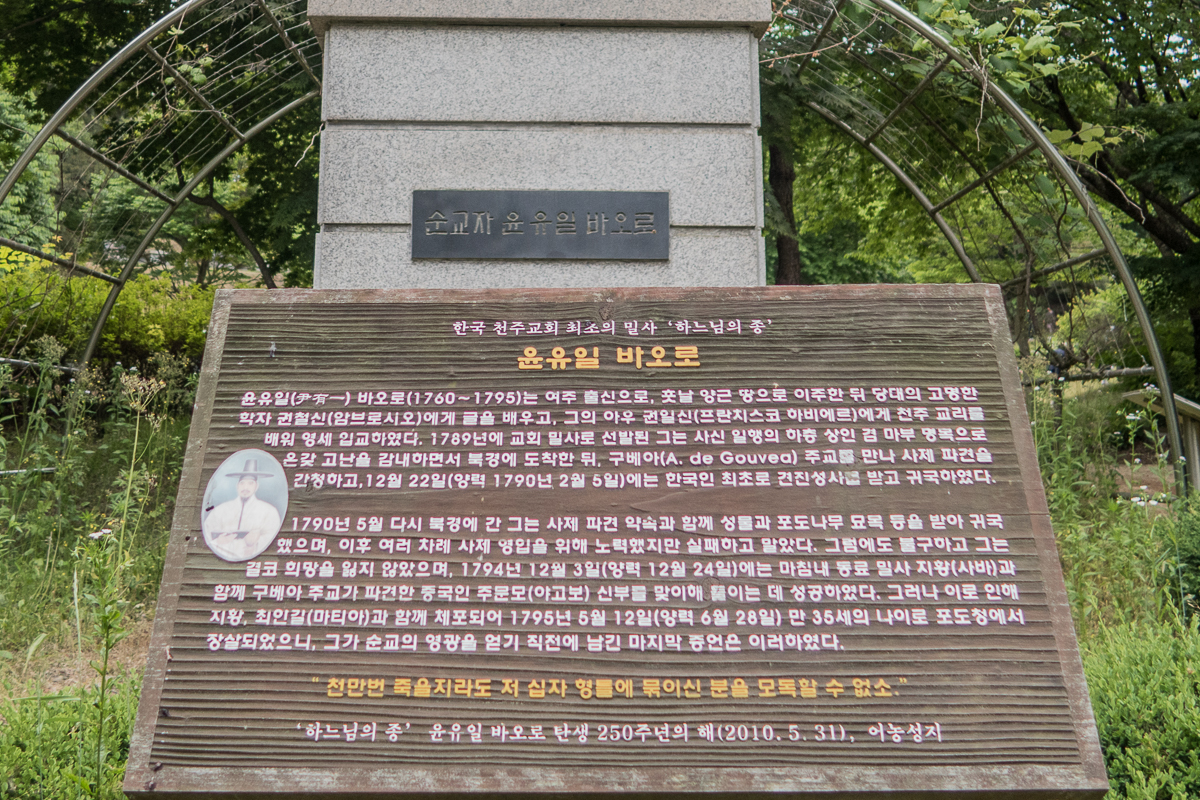 순교자 윤유일 바오로
한국 천주교회 최초의 밀사 ‘하느님의 종’
윤유일 바오로
윤유일(尹有一) 바오로(1760~1795)는 여주 출신으로, 훗날 양근 땅으로 이주한 뒤 당대의 고명한
학자 권철신(암브로시오)에게 글을 배우고, 그의 아우 권일신(프란치스코 하비에르)에게 천주 교리를
배워 영세 입교하였다. 1789년에 교회 밀사로 선발된 그는 사신 일행의 하층 상인 겸 마부 명목으로
온갖 고난을 감내하면서 북경에 도착한 뒤, 구베아(A. de Gouvea) 주교를 만나 사제 파견을
간청하고,12월 22일(양력 1790년 2월 5일)에는 한국인 최초로 견진성사를 받고 귀국하였다.
1790년 5월 다시 북경에 간 그는 사제 파견 약속과 함께 성물과 포도나무 묘목 등을 받아 귀국
했으며, 이후 여러 차례 사제 영입을 위해 노력했지만 실패하고 말았다. 그럼에도 불구하고 그는
결코 희망을 잃지 않았으며, 1794년 12월 3일(양력 12월 24일)에는 마침내 동료 밀사 지황(사바)과
함께 구베아 주교가 파견한 중국인 주문모(야고보) 신부를 맞이해 들이는 데 성공하였다. 그러나 이로 인해
지황, 최인길(마티아)과 함께 체포되어 1795년 5월 12일(양력 6월 28일) 만 35세의 나이로 포도청에서
장살되었으니, 그가 순교의 영광을 얻기 직전에 남긴 마지막 증언은 이러하였다.
“ 천만번 죽을지라도 저 십자 형틀에 묶이신 분을 모독할 수 없소.”
‘하느님의 종’ 윤유일 바오로 탄생 250주년의 해(2010. 5. 31), 어농성지